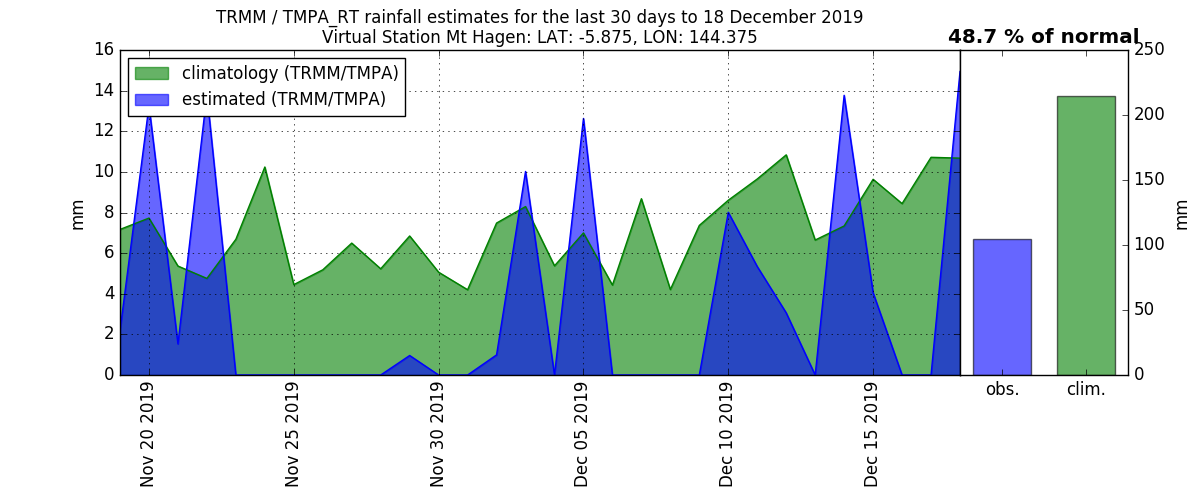 TRMM / TMPA_RT rainfall estimates for the last 30 days to 18 December 2019
Virtual Station Mt Hagen: LAT: -5.875, LON: 144.375
48.7 % of normal
climatology (TRMM/TMPA)
estimated (TRMM/TMPA)
16
14
12
10
8
6
4
2
0
mm
Nov 20 2019
Nov 25 2019
Nov 30 2019
Dec 05 2019
Dec 10 2019
Dec 15 2019
obs.
clim.
250
200
150
100
50
0
mm